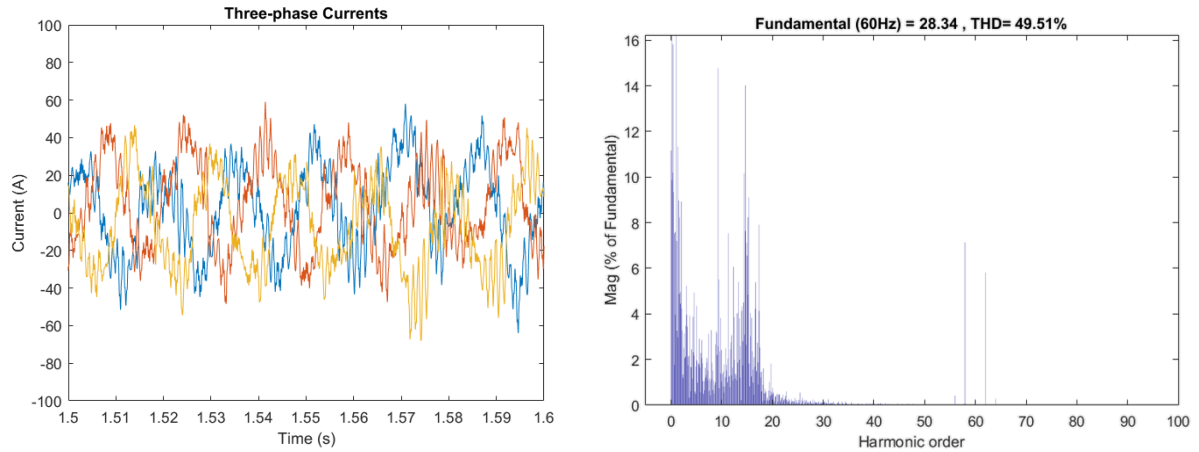 Three-phase Currents
100
80
60
40
20
0
-20
-40
-60
-80
-100
Current (A)
1.5 1.51 1.52 1.53 1.54 1.55 1.56 1.57 1.58 1.59 1.6
Time (s)
Fundamental (60Hz) = 28.34 , THD= 49.51%
16
14
12
10
8
6
4
2
0
Mag (% of Fundamental)
0 10 20 30 40 50 60 70 80 90 100
Harmonic order